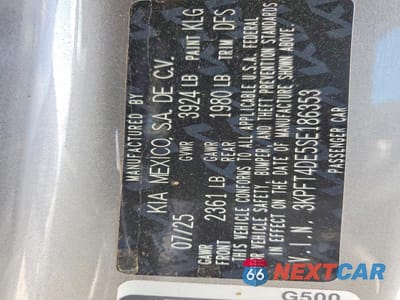 MANUFACTURED BY
KIA MEXICO, S.A. DE C.V.
07/25 GVWR 3924 LB PAINT KLG
GAWR FRT 2361 LB GAWR REAR 1980 LB TRIM DFS
THIS VEHICLE CONFORMS TO ALL APPLICABLE U.S.A. FEDERAL
MOTOR VEHICLE SAFETY, BUMPER, AND THEFT PREVENTION STANDARDS
IN EFFECT ON THE DATE OF MANUFACTURE SHOWN ABOVE.
V.I.N. 3KPFT4DE5SE186353
PASSENGER CAR
G500
66 NEXTCAR